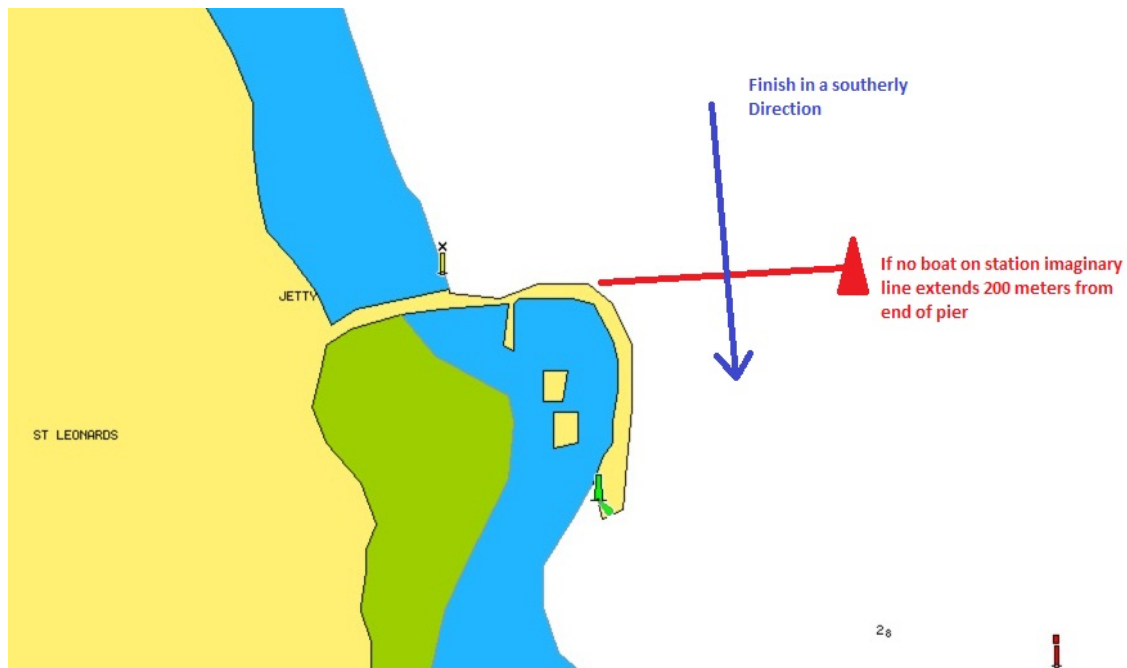 Finish in a southerly
Direction
If no boat on station imaginary
line extends 200 meters from
end of pier
JETTY
ST LEONARDS
2₈